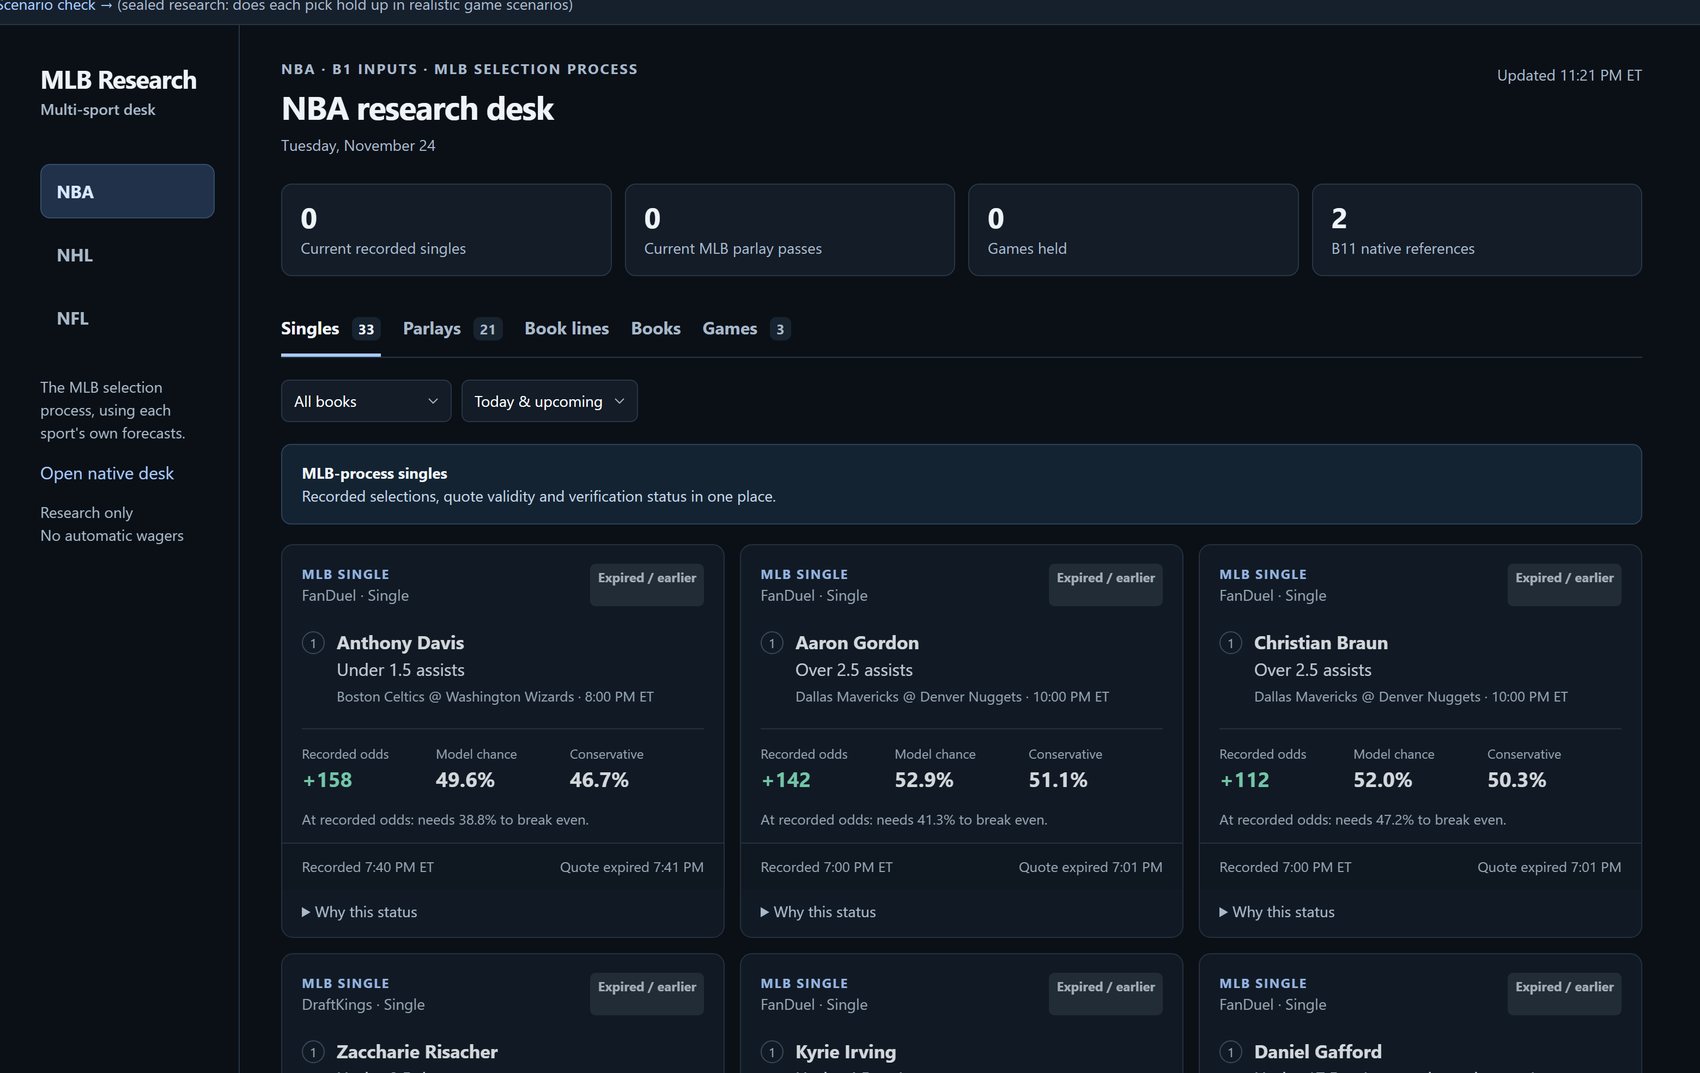 Scenario check → (sealed research: does each pick hold up in realistic game scenarios)
MLB Research
Multi-sport desk
NBA
NHL
NFL
The MLB selection
process, using each
sport's own forecasts.
Open native desk
Research only
No automatic wagers
NBA · B1 INPUTS · MLB SELECTION PROCESS
Updated 11:21 PM ET
NBA research desk
Tuesday, November 24
0
Current recorded singles
0
Current MLB parlay passes
0
Games held
2
B11 native references
Singles 33 Parlays 21 Book lines Books Games 3
All books
Today & upcoming
MLB-process singles
Recorded selections, quote validity and verification status in one place.
MLB SINGLE
FanDuel · Single
Expired / earlier
1 Anthony Davis
Under 1.5 assists
Boston Celtics @ Washington Wizards · 8:00 PM ET
Recorded odds Model chance Conservative
+158 49.6% 46.7%
At recorded odds: needs 38.8% to break even.
Recorded 7:40 PM ET Quote expired 7:41 PM
▶ Why this status
MLB SINGLE
FanDuel · Single
Expired / earlier
1 Aaron Gordon
Over 2.5 assists
Dallas Mavericks @ Denver Nuggets · 10:00 PM ET
Recorded odds Model chance Conservative
+142 52.9% 51.1%
At recorded odds: needs 41.3% to break even.
Recorded 7:00 PM ET Quote expired 7:01 PM
▶ Why this status
MLB SINGLE
FanDuel · Single
Expired / earlier
1 Christian Braun
Over 2.5 assists
Dallas Mavericks @ Denver Nuggets · 10:00 PM ET
Recorded odds Model chance Conservative
+112 52.0% 50.3%
At recorded odds: needs 47.2% to break even.
Recorded 7:00 PM ET Quote expired 7:01 PM
▶ Why this status
MLB SINGLE
DraftKings · Single
Expired / earlier
1 Zaccharie Risacher
MLB SINGLE
FanDuel · Single
Expired / earlier
1 Kyrie Irving
MLB SINGLE
FanDuel · Single
Expired / earlier
1 Daniel Gafford